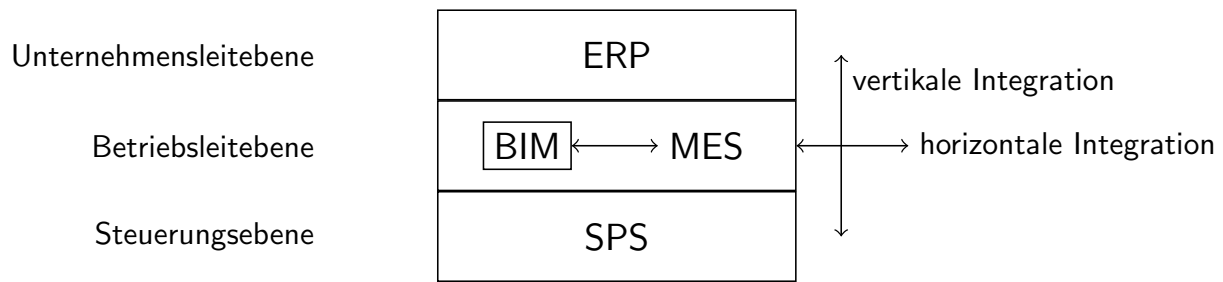 Unternehmensleitebene
ERP
vertikale Integration
Betriebsleitebene
BIM
MES
horizontale Integration
Steuerungsebene
SPS